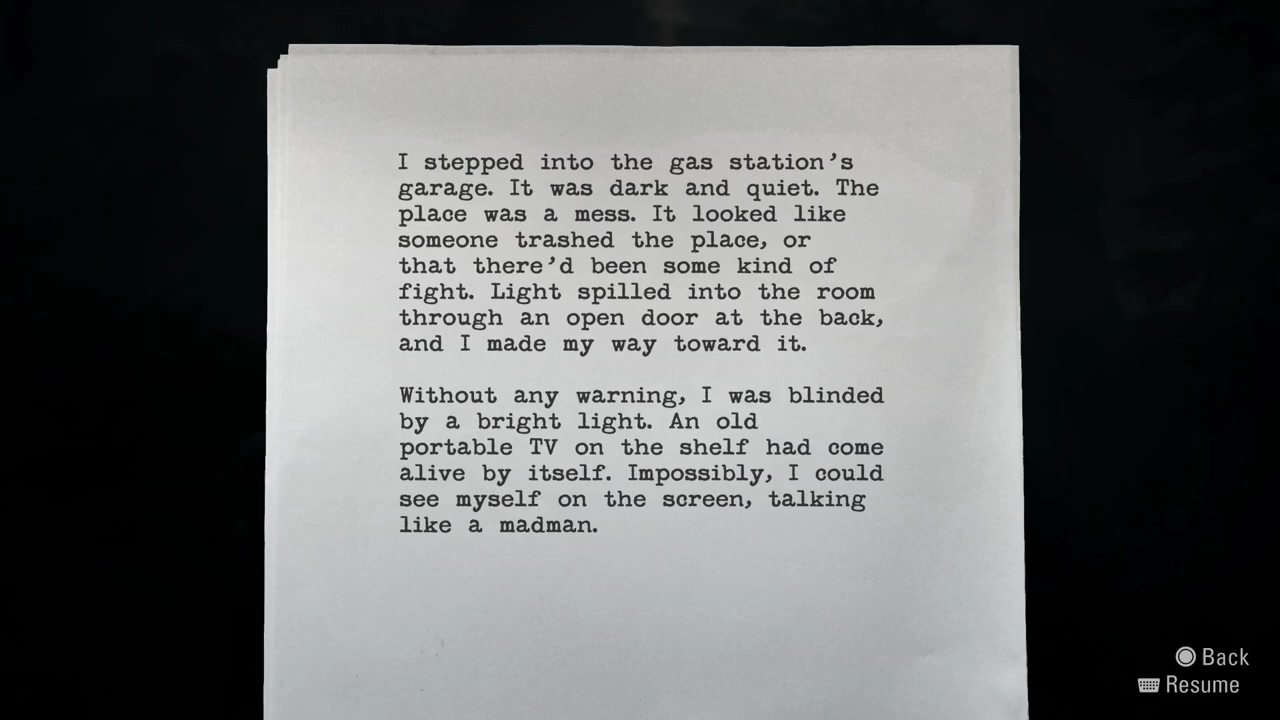 I stepped into the gas station’s
garage. It was dark and quiet. The
place was a mess. It looked like
someone trashed the place, or
that there’d been some kind of
fight. Light spilled into the room
through an open door at the back,
and I made my way toward it.
Without any warning, I was blinded
by a bright light. An old
portable TV on the shelf had come
alive by itself. Impossibly, I could
see myself on the screen, talking
like a madman.
Back
Resume